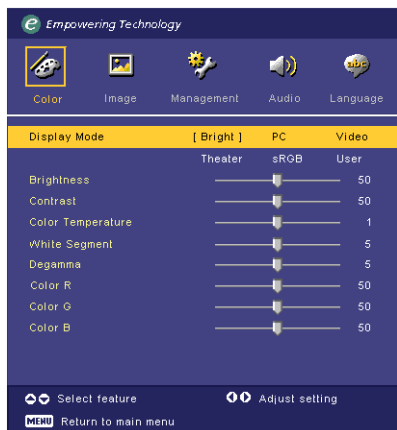 e Empowering Technology
Color Image Management Audio Language
abc
Display Mode [ Bright ] PC Video
Theater sRGB User
Brightness 50
Contrast 50
Color Temperature 1
White Segment 5
Degamma 5
Color R 50
Color G 50
Color B 50
Select feature Adjust setting
MENU Return to main menu